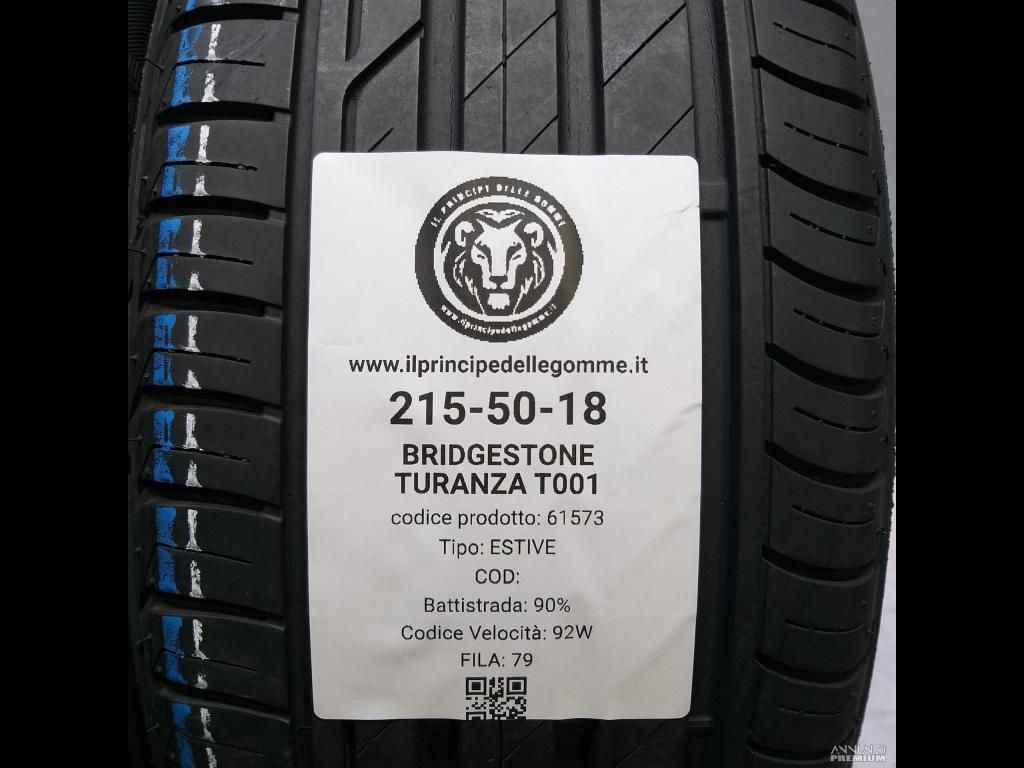 IL PRINCIPE DELLE GOMME
www.ilprincipedellegomme.it
www.ilprincipedellegomme.it
215-50-18
BRIDGESTONE
TURANZA T001
codice prodotto: 61573
Tipo: ESTIVE
COD:
Battistrada: 90%
Codice Velocità: 92W
FILA: 79
ANNUNCI
PREMIUM